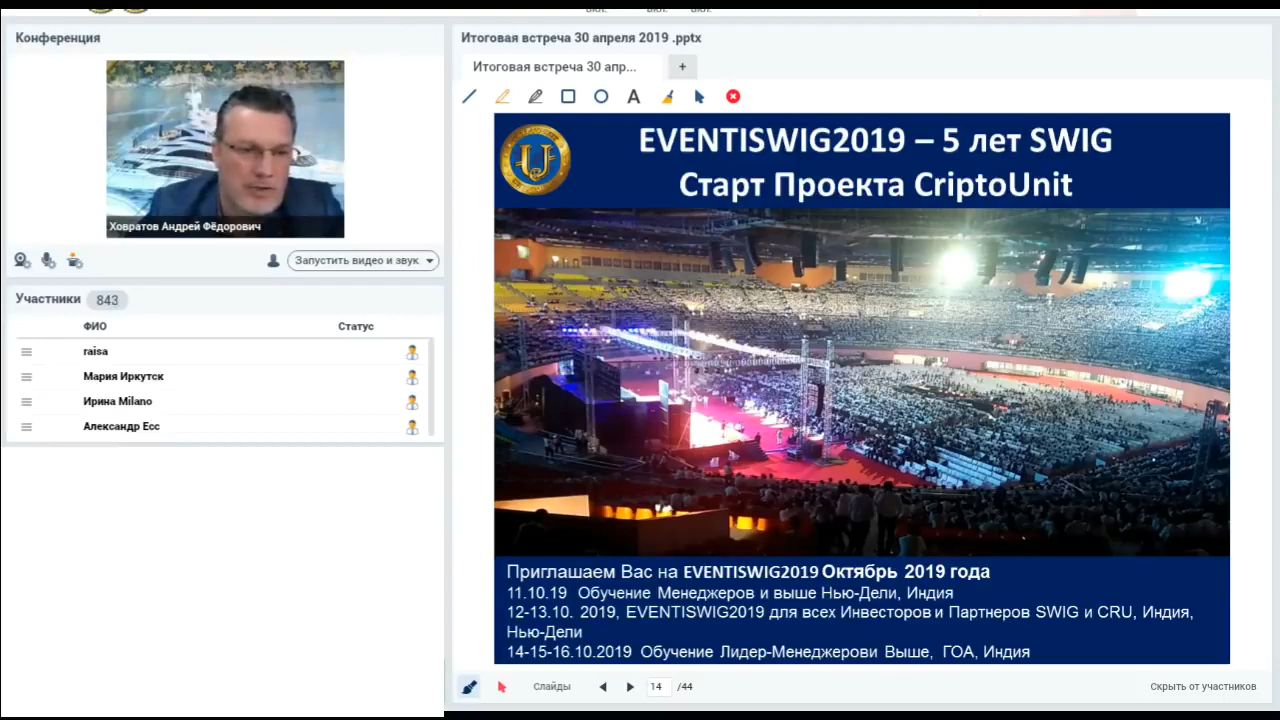 вкл.
вкл.
вкл.
Конференция
Ховратов Андрей Фёдорович
Запустить видео и звук
Участники 843
ФИО Статус
raisa
Мария Иркутск
Ирина Milano
Александр Есс
Итоговая встреча 30 апреля 2019 .pptx
Итоговая встреча 30 апр... +
A
EVENTISWIG2019 – 5 лет SWIG
Старт Проекта CriptoUnit
Приглашаем Вас на EVENTISWIG2019 Октябрь 2019 года
11.10.19 Обучение Менеджеров и выше Нью-Дели, Индия
12-13.10. 2019, EVENTISWIG2019 для всех Инвесторов и Партнеров SWIG и CRU, Индия,
Нью-Дели
14-15-16.10.2019 Обучение Лидер-Менеджерови Выше, ГОА, Индия
Слайды 14 /44 Скрыть от участников